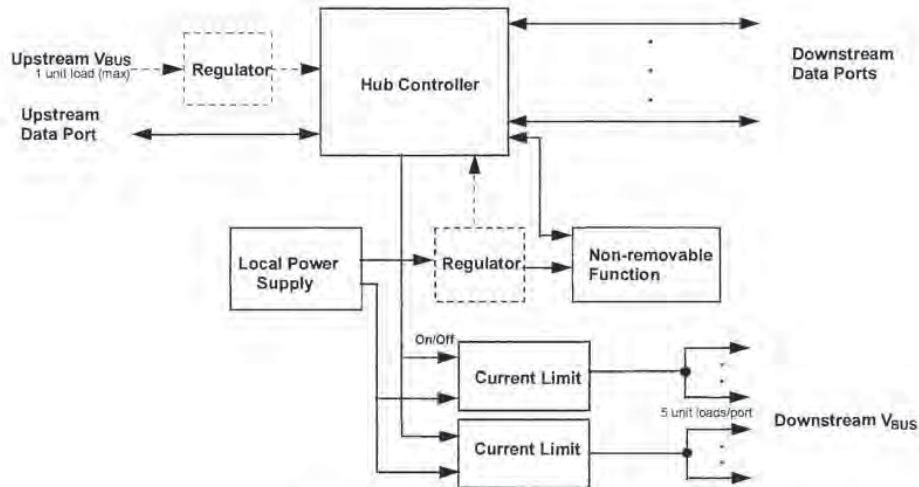 Upstream VBUS
1 unit load (max)
Regulator
Hub Controller
Downstream
Data Ports
Upstream
Data Port
Local Power
Supply
Regulator
Non-removable
Function
On/Off
Current Limit
5 unit loads/port
Downstream VBUS
Current Limit